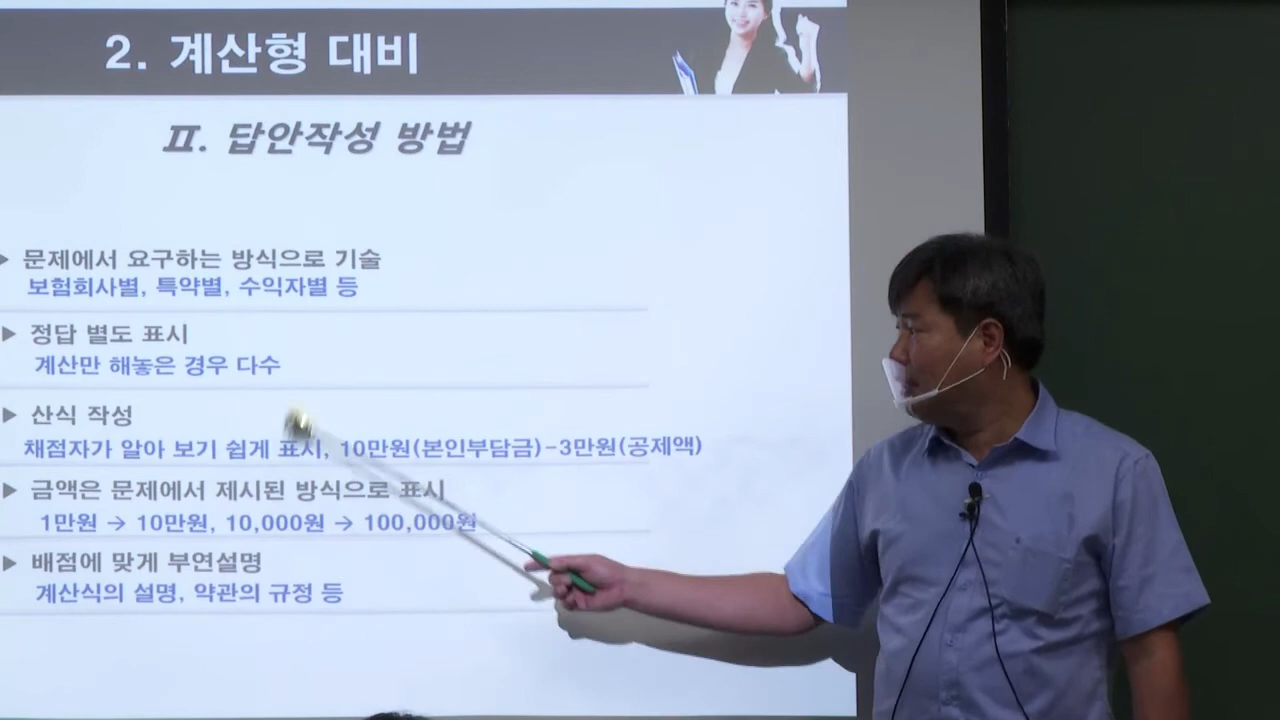 2. 계산형 대비
Ⅱ. 답안작성 방법
▶ 문제에서 요구하는 방식으로 기술
보험회사별, 특약별, 수익자별 등
▶ 정답 별도 표시
계산만 해놓은 경우 다수
▶ 산식 작성
채점자가 알아 보기 쉽게 표시, 10만원(본인부담금)-3만원(공제액)
▶ 금액은 문제에서 제시된 방식으로 표시
1만원 → 10만원, 10,000원 → 100,000원
▶ 배점에 맞게 부연설명
계산식의 설명, 약관의 규정 등